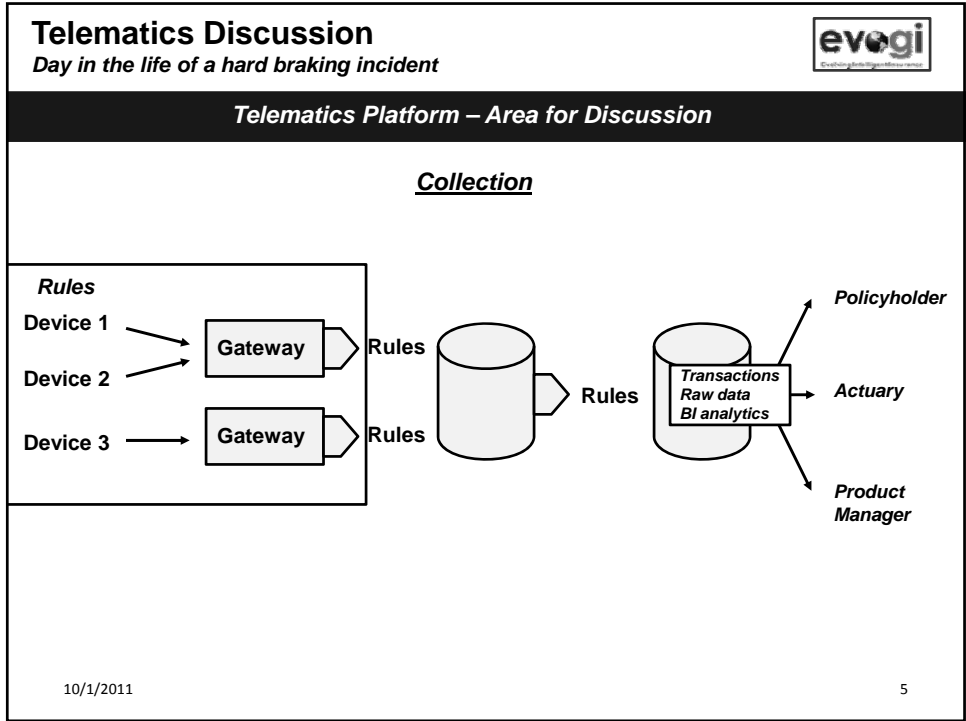 Telematics Discussion
Day in the life of a hard braking incident
evogi
Telematics Platform – Area for Discussion
Collection
Rules
Device 1
Device 2
Device 3
Gateway
Rules
Gateway
Rules
Rules
Transactions
Raw data
BI analytics
Policyholder
Actuary
Product
Manager
10/1/2011
5